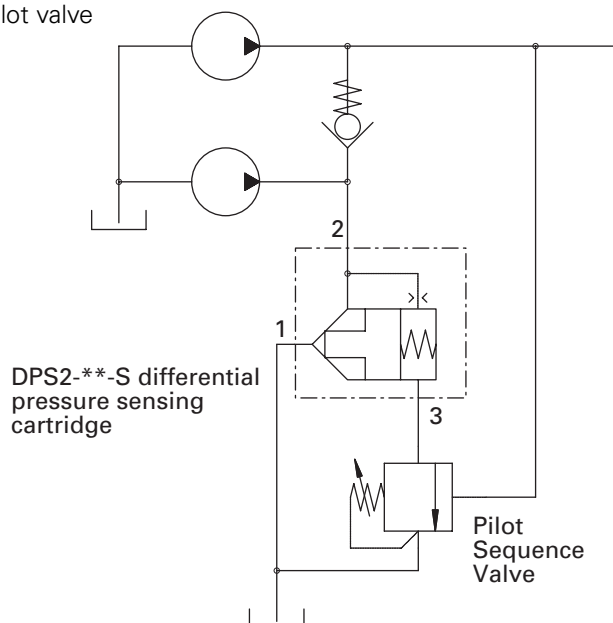 lot valve
2
1
DPS2-**-S differential
pressure sensing
cartridge
3
Pilot
Sequence
Valve